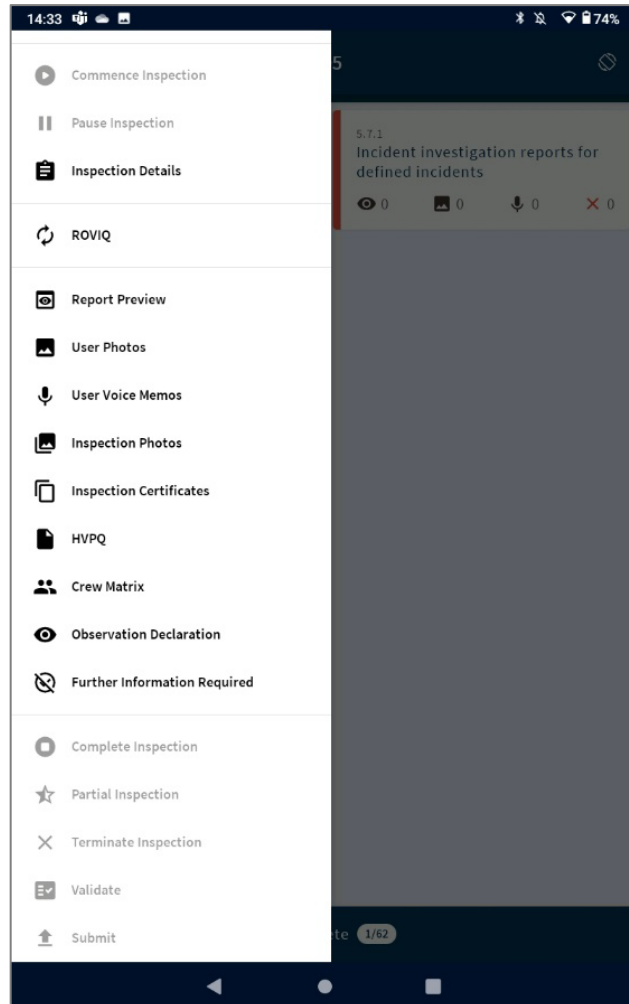 14:33
74%
5
Commence Inspection
Pause Inspection
Inspection Details
ROVIQ
Report Preview
User Photos
User Voice Memos
Inspection Photos
Inspection Certificates
HVPQ
Crew Matrix
Observation Declaration
Further Information Required
Complete Inspection
Partial Inspection
Terminate Inspection
Validate
Submit
5.7.1
Incident investigation reports for
defined incidents
0 0 0 0
te 1/62